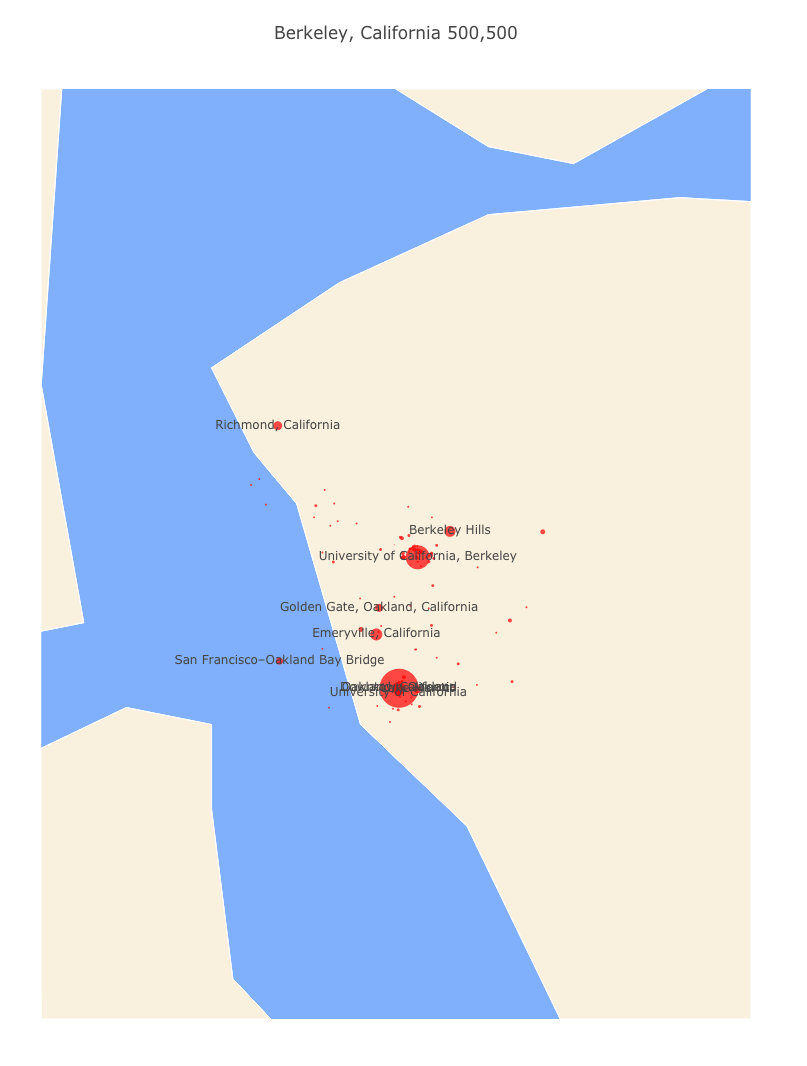 Berkeley, California 500,500
Richmond, California
Berkeley Hills
University of California, Berkeley
Golden Gate, Oakland, California
Emeryville, California
San Francisco–Oakland Bay Bridge
University of California